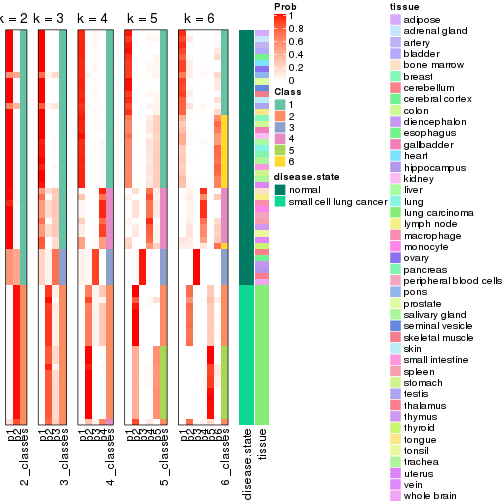 k = 2
k = 3
k = 4
k = 5
k = 6
p1
p2
2_classes
p1
p2
p3
3_classes
p1
p2
p3
p4
4_classes
p1
p2
p3
p4
p5
5_classes
p1
p2
p3
p4
p5
p6
6_classes
disease.state
tissue
Prob
1
0.8
0.6
0.4
0.2
0
Class
1
2
3
4
5
6
disease.state
normal
small cell lung cancer
tissue
adipose
adrenal gland
artery
bladder
bone marrow
breast
cerebellum
cerebral cortex
colon
diencephalon
esophagus
gallbadder
heart
hippocampus
kidney
liver
lung
lung carcinoma
lymph node
macrophage
monocyte
ovary
pancreas
peripheral blood cells
pons
prostate
salivary gland
seminal vesicle
skeletal muscle
skin
small intestine
spleen
stomach
testis
thalamus
thymus
thyroid
tongue
tonsil
trachea
uterus
vein
whole brain